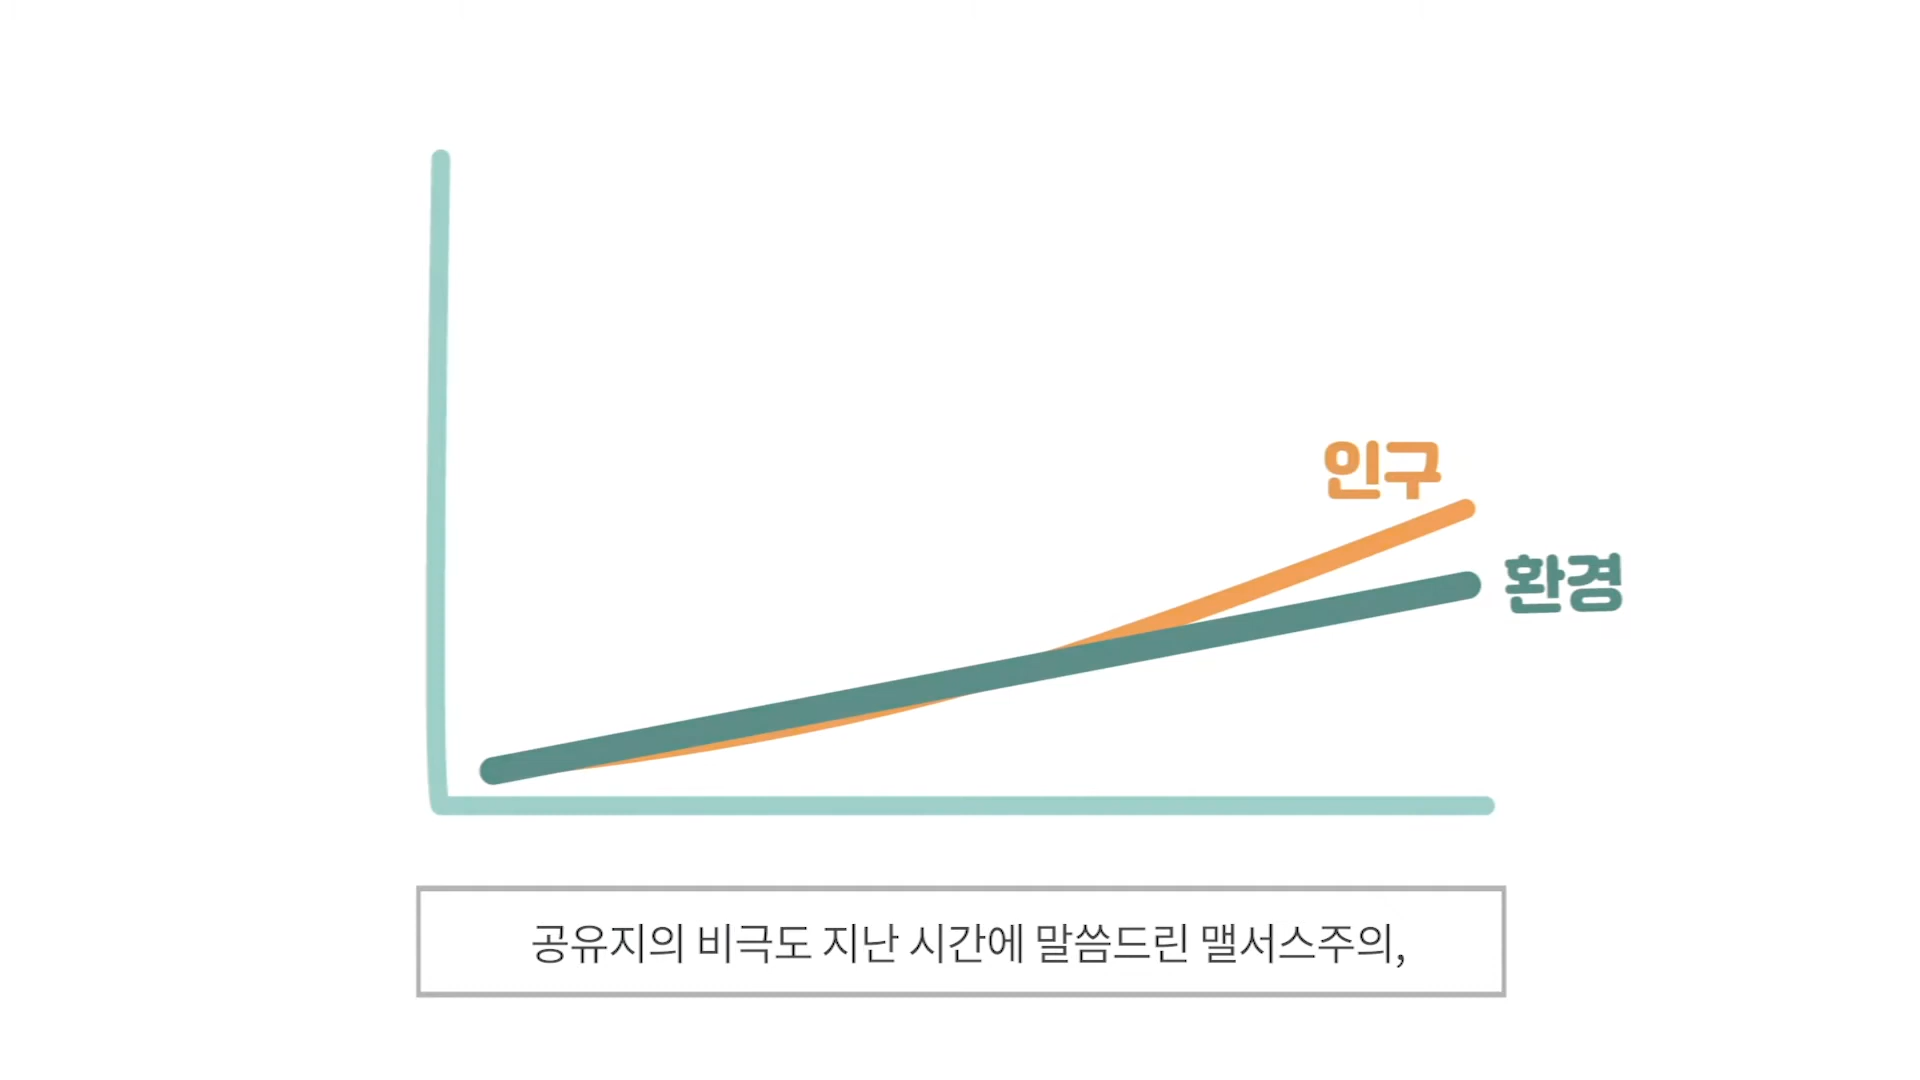 인구
환경
공유지의 비극도 지난 시간에 말씀드린 맬서스주의,